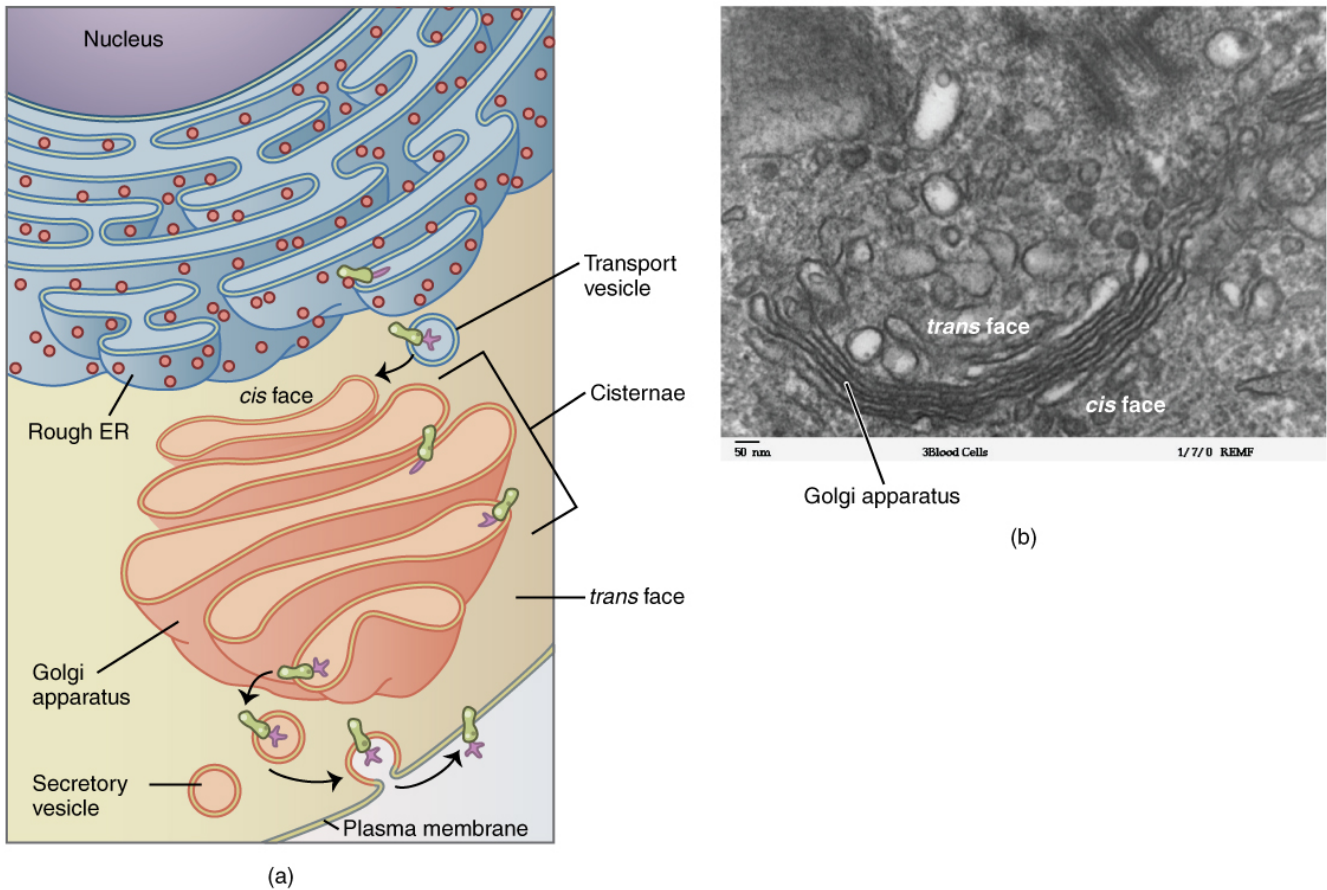 Nucleus
Transport
vesicle
cis face
Cisternae
Rough ER
trans face
Golgi
apparatus
Secretory
vesicle
Plasma membrane
(a)
trans face
cis face
50 nm
3Blood Cells
1/7/0 REMF
Golgi apparatus
(b)